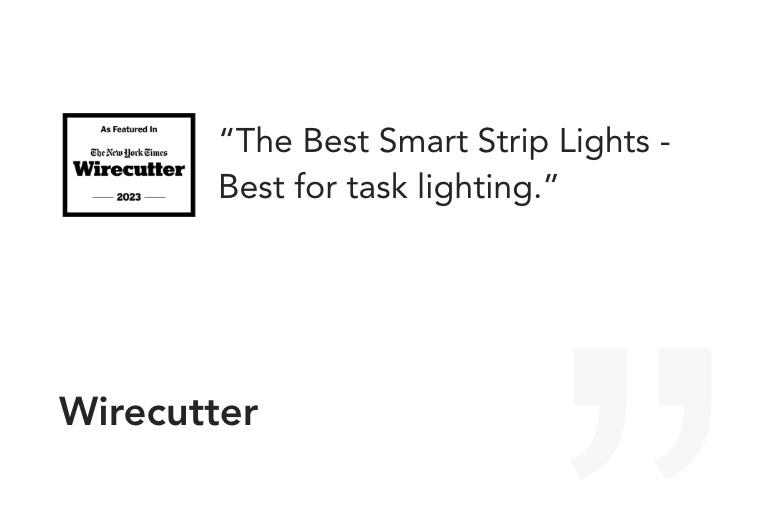 As Featured In
The New York Times
Wirecutter
2023
“The Best Smart Strip Lights -
Best for task lighting.”
Wirecutter